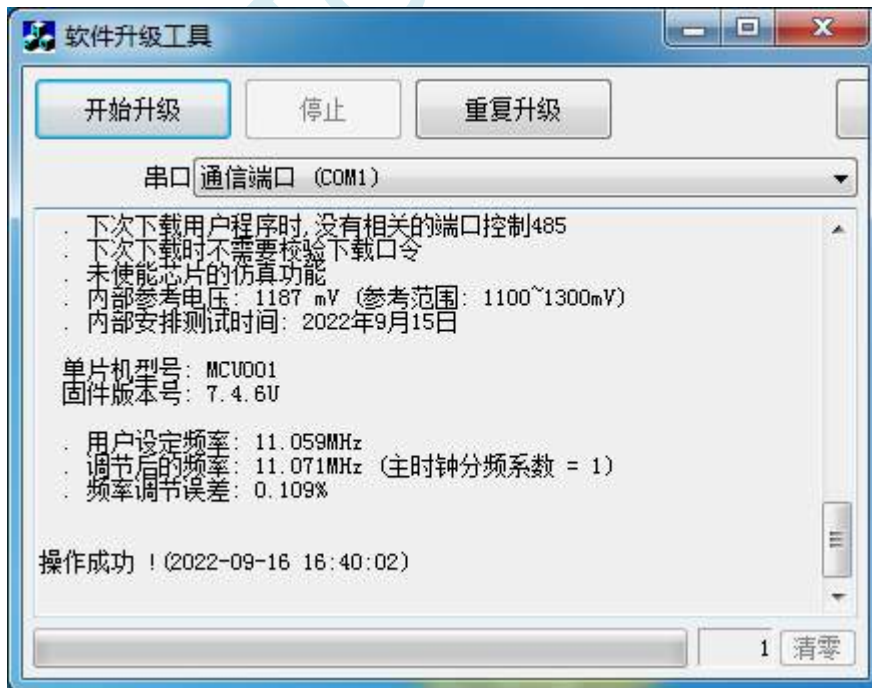 软件升级工具
开始升级 停止 重复升级
串口 通信端口 (COM1)
. 下次下载用户程序时,没有相关的端口控制485
. 下次下载时不需要校验下载口令
. 未使能芯片的仿真功能
. 内部参考电压: 1187 mV (参考范围: 1100~1300mV)
. 内部安排测试时间: 2022年9月15日
单片机型号: MCU001
固件版本号: 7.4.6U
. 用户设定频率: 11.059MHz
. 调节后的频率: 11.071MHz (主时钟分频系数 = 1)
. 频率调节误差: 0.109%
操作成功 !(2022-09-16 16:40:02)
1 清零